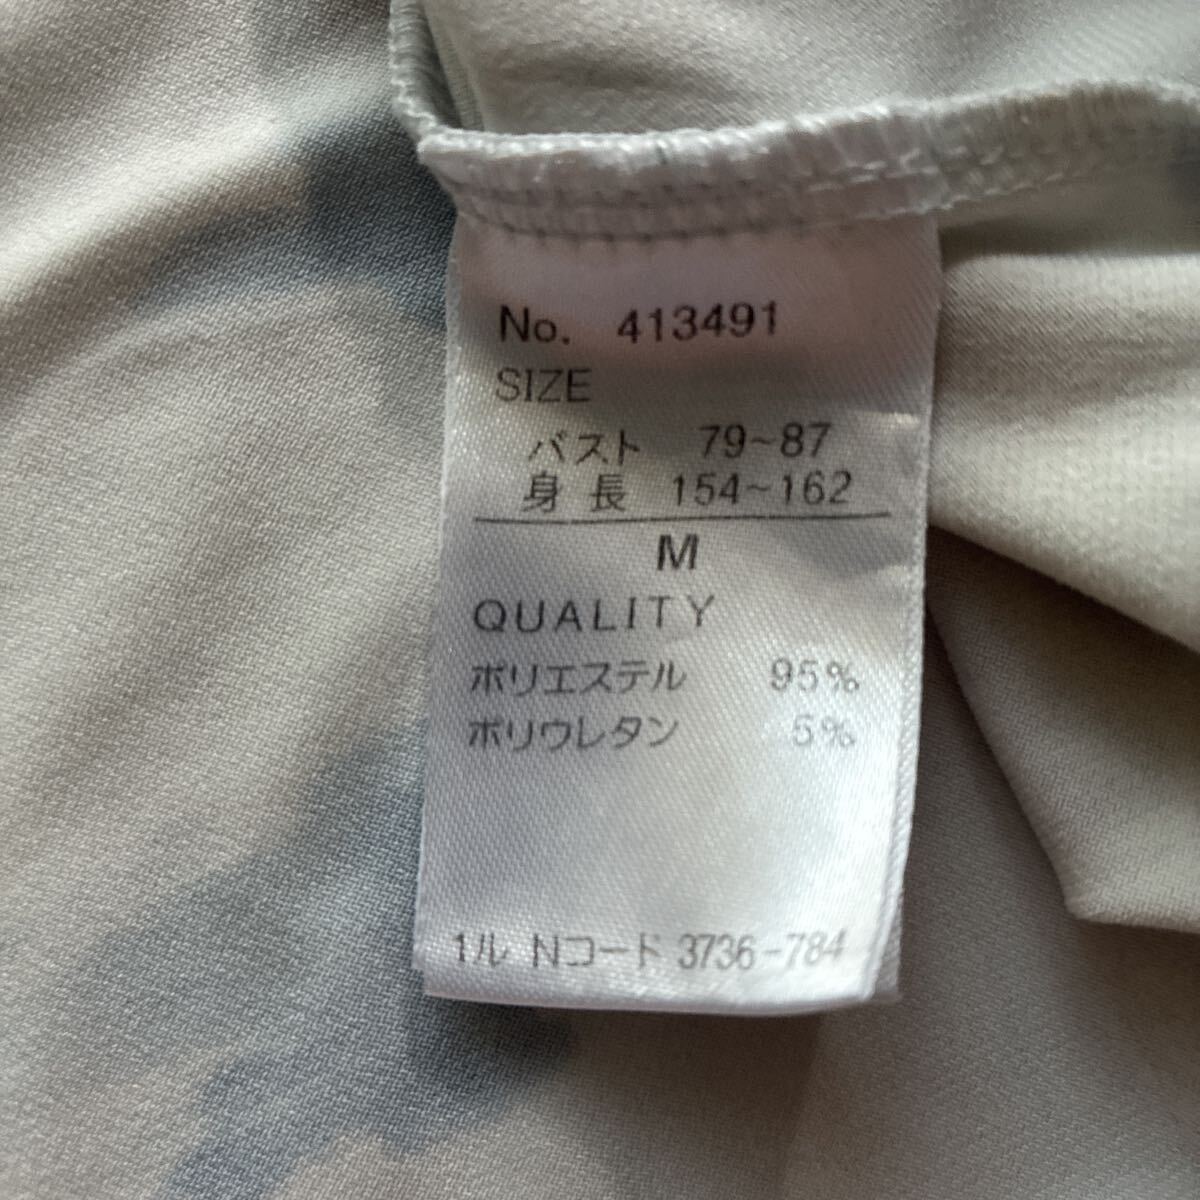 No. 413491
SIZE
バスト 79~87
身長 154~162
M
QUALITY
ポリエステル 95%
ポリウレタン 5%
1ル Nコード 3736-784